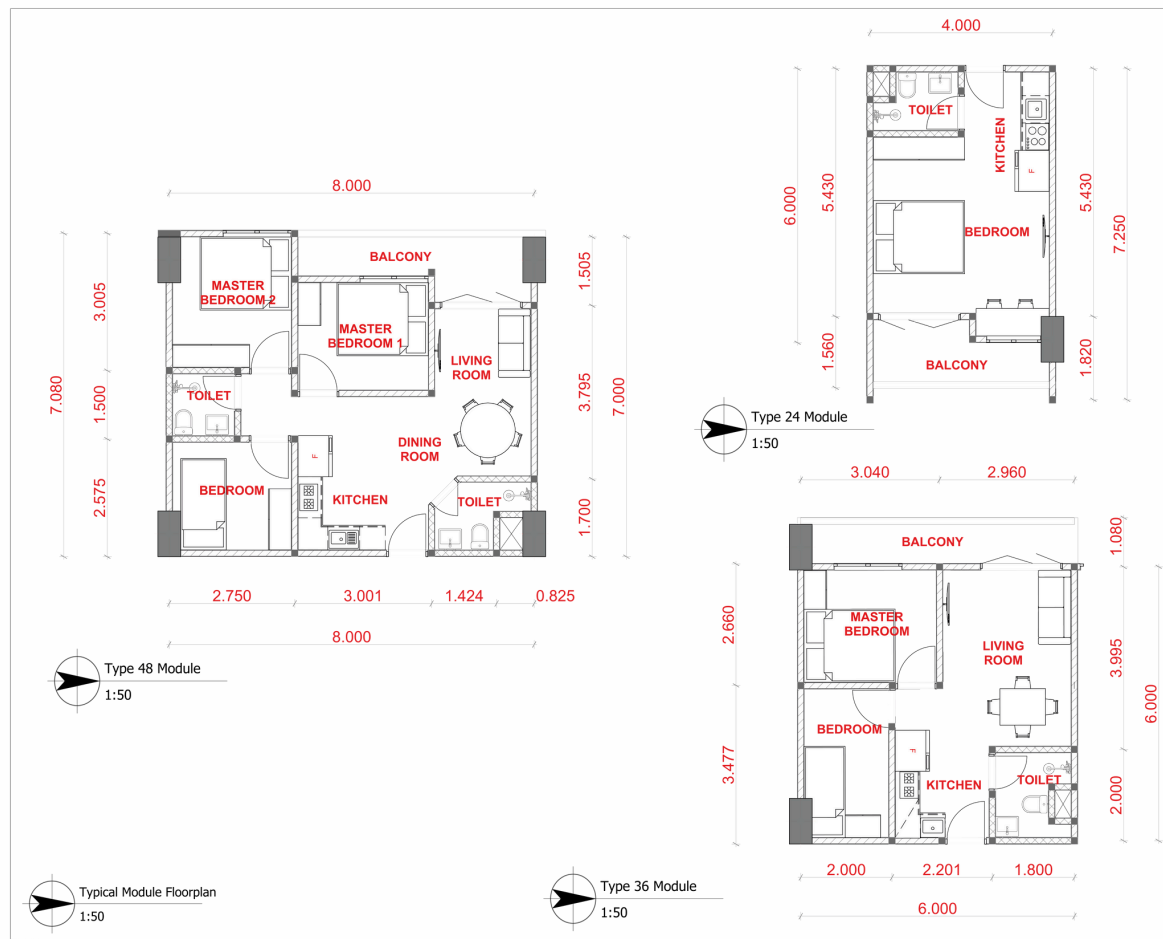 8.000
BALCONY
MASTER
BEDROOM 2
MASTER
BEDROOM 1
LIVING
ROOM
TOILET
DINING
ROOM
F
BEDROOM
KITCHEN
TOILET
7.080
3.005
1.500
2.575
1.505
3.795
1.700
7.000
2.750
3.001
1.424
0.825
8.000
Type 48 Module
1:50
4.000
TOILET
KITCHEN
F
BEDROOM
BALCONY
6.000
5.430
1.560
5.430
1.820
7.250
Type 24 Module
1:50
3.040
2.960
BALCONY
MASTER
BEDROOM
LIVING
ROOM
BEDROOM
F
KITCHEN
TOILET
2.660
3.477
1.080
3.995
2.000
6.000
2.000
2.201
1.800
6.000
Type 36 Module
1:50
Typical Module Floorplan
1:50